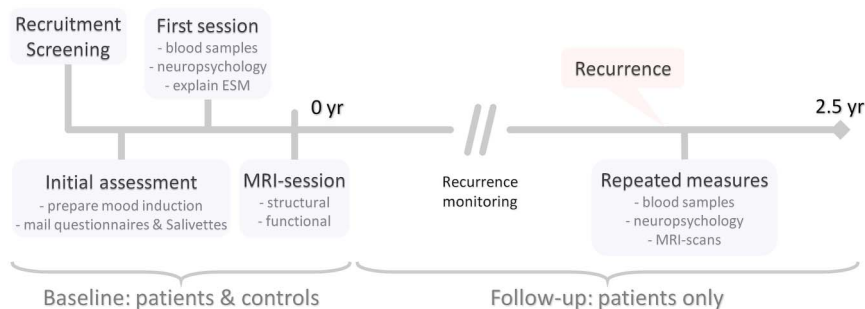 Recruitment
Screening
First session
- blood samples
- neuropsychology
- explain ESM
0 yr
Recurrence
2.5 yr
Initial assessment
- prepare mood induction
- mail questionnaires & Salivettes
MRI-session
- structural
- functional
Recurrence
monitoring
Repeated measures
- blood samples
- neuropsychology
- MRI-scans
Baseline: patients & controls
Follow-up: patients only